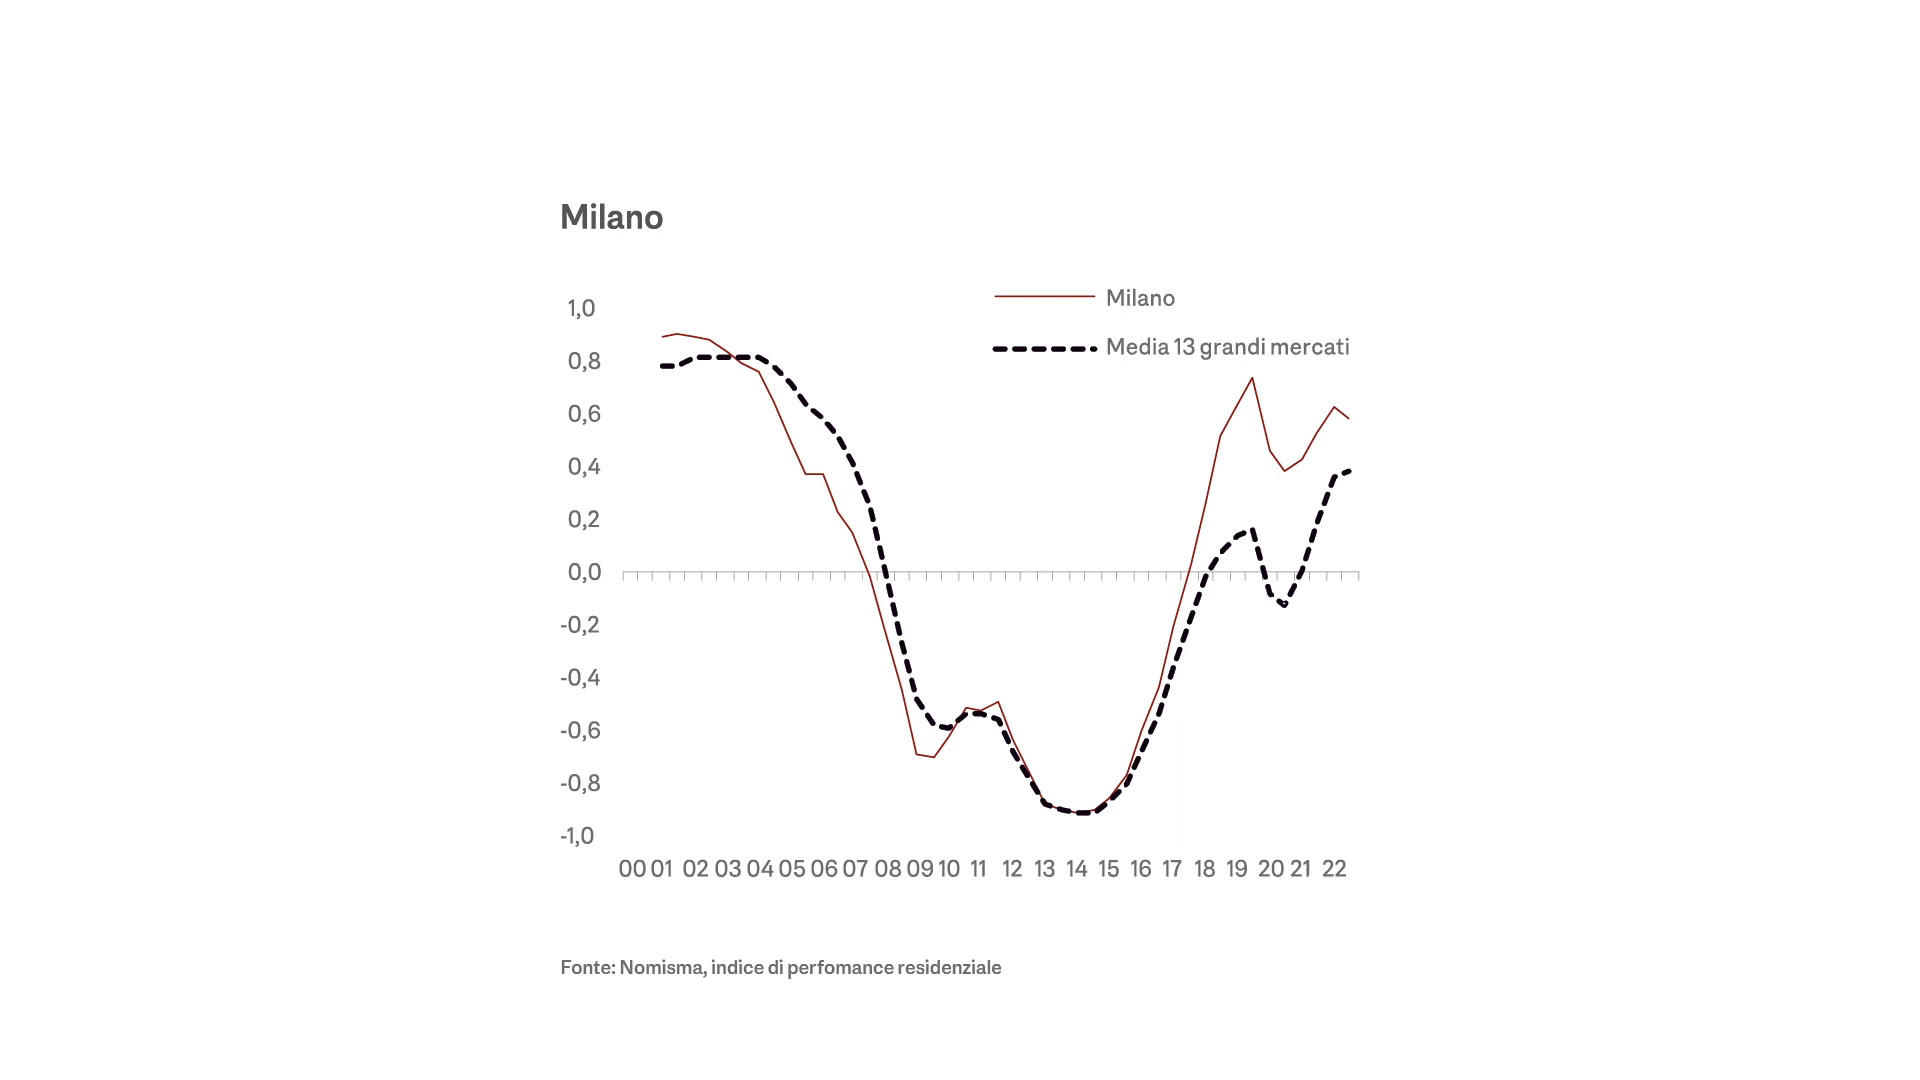 Milano
Milano
Media 13 grandi mercati
1,0
0,8
0,6
0,4
0,2
0,0
-0,2
-0,4
-0,6
-0,8
-1,0
00 01 02 03 04 05 06 07 08 09 10 11 12 13 14 15 16 17 18 19 20 21 22
Fonte: Nomisma, indice di perfomance residenziale